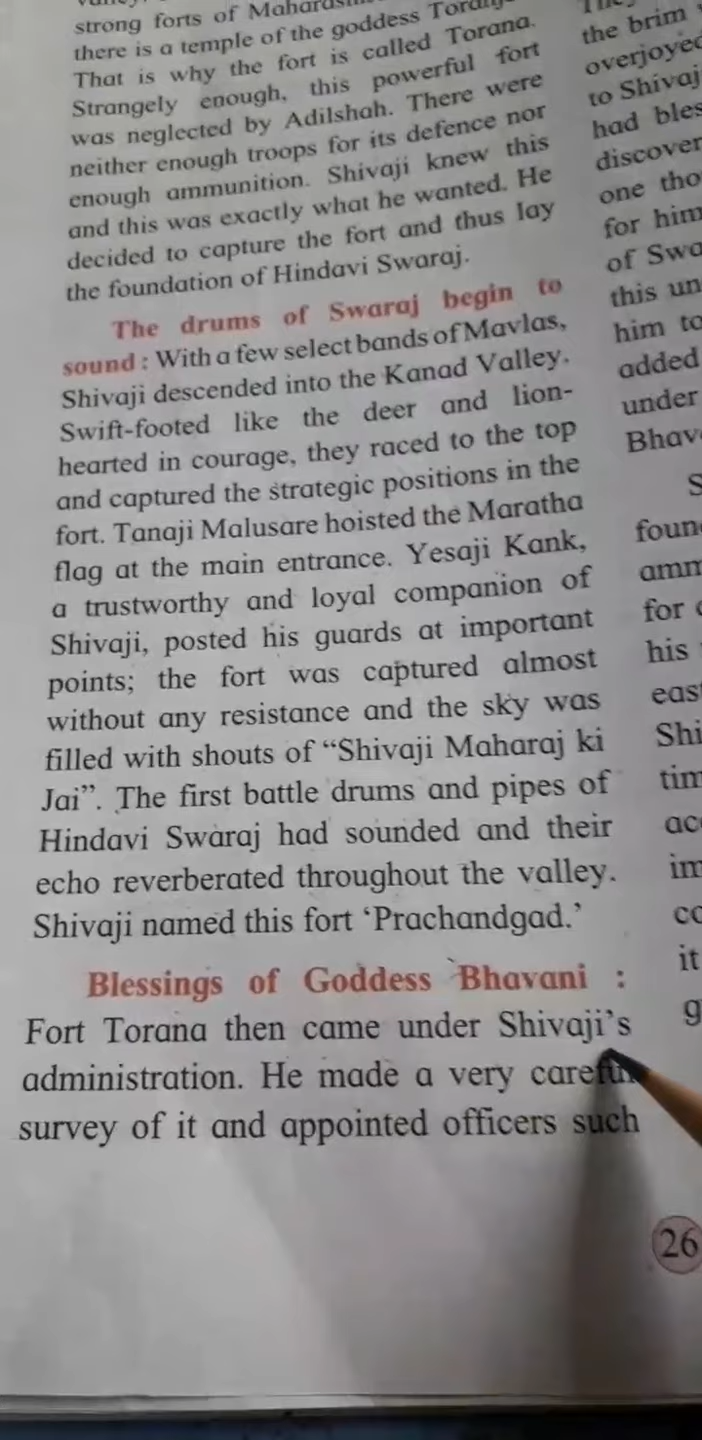 strong forts of
there is a temple of the goddess
That is why the fort is called Torana.
Strangely enough, this powerful fort
was neglected by Adilshah. There were
neither enough troops for its defence nor
enough ammunition. Shivaji knew this
and this was exactly what he wanted. He
decided to capture the fort and thus lay
the foundation of Hindavi Swaraj.
The drums of Swaraj begin to
sound : With a few select bands of Mavlas,
Shivaji descended into the Kanad Valley.
Swift-footed like the deer and lion-
hearted in courage, they raced to the top
and captured the strategic positions in the
fort. Tanaji Malusare hoisted the Maratha
flag at the main entrance. Yesaji Kank,
a trustworthy and loyal companion of
Shivaji, posted his guards at important
points; the fort was captured almost
without any resistance and the sky was
filled with shouts of “Shivaji Maharaj ki
Jai”. The first battle drums and pipes of
Hindavi Swaraj had sounded and their
echo reverberated throughout the valley.
Shivaji named this fort ‘Prachandgad.’
Blessings of Goddess Bhavani :
Fort Torana then came under Shivaji’s
administration. He made a very careful
survey of it and appointed officers such
the brim
overjoyed
to Shivaj
had bles
discover
one tho
for him
of Swa
this un
him to
added
under
Bhav
S
foun
amm
for
his
east
Shi
tim
ac
im
co
it
g
26